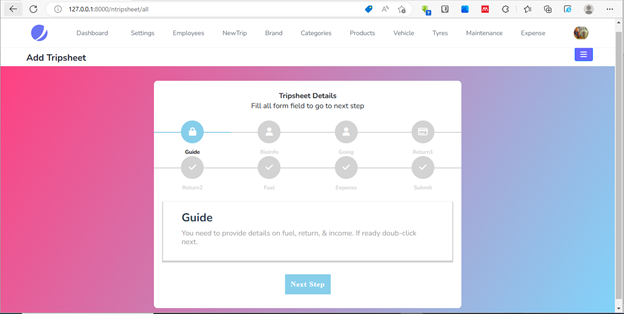 127.0.0.1:8000/ntripsheet/all
Dashboard Settings Employees NewTrip Brand Categories Products Vehicle Tyres Maintenance Expense
Add Tripsheet
Tripsheet Details
Fill all form field to go to next step
Guide BioInfo Going Return1
Return2 Fuel Expense Submit
Guide
You need to provide details on fuel, return, & income. If ready doub-click
next.
Next Step